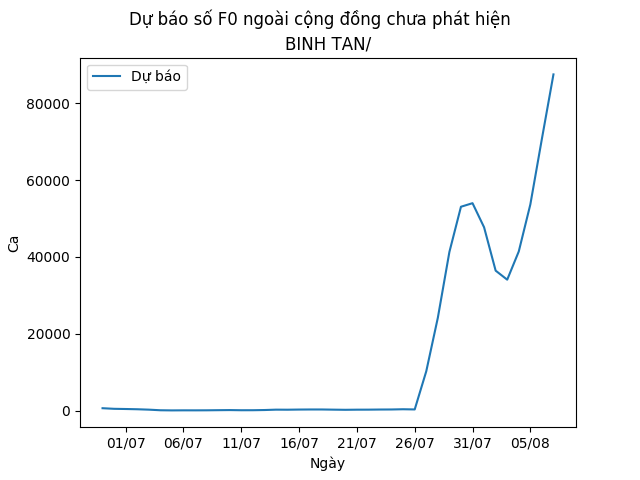 Dự báo số F0 ngoài cộng đồng chưa phát hiện
BINH TAN/
Dự báo
80000
60000
40000
20000
0
Ca
01/07 06/07 11/07 16/07 21/07 26/07 31/07 05/08
Ngày